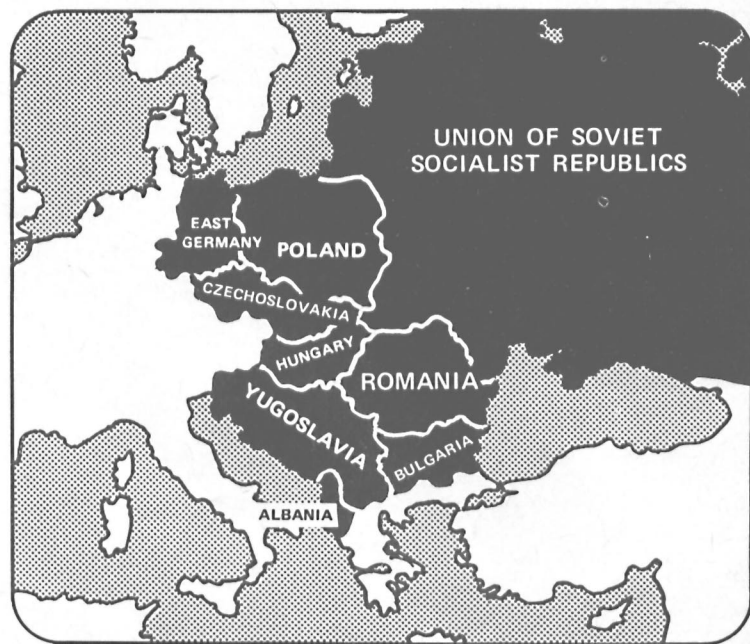 UNION OF SOVIET
SOCIALIST REPUBLICS
EAST
GERMANY
POLAND
CZECHOSLOVAKIA
HUNGARY
ROMANIA
YUGOSLAVIA
BULGARIA
ALBANIA